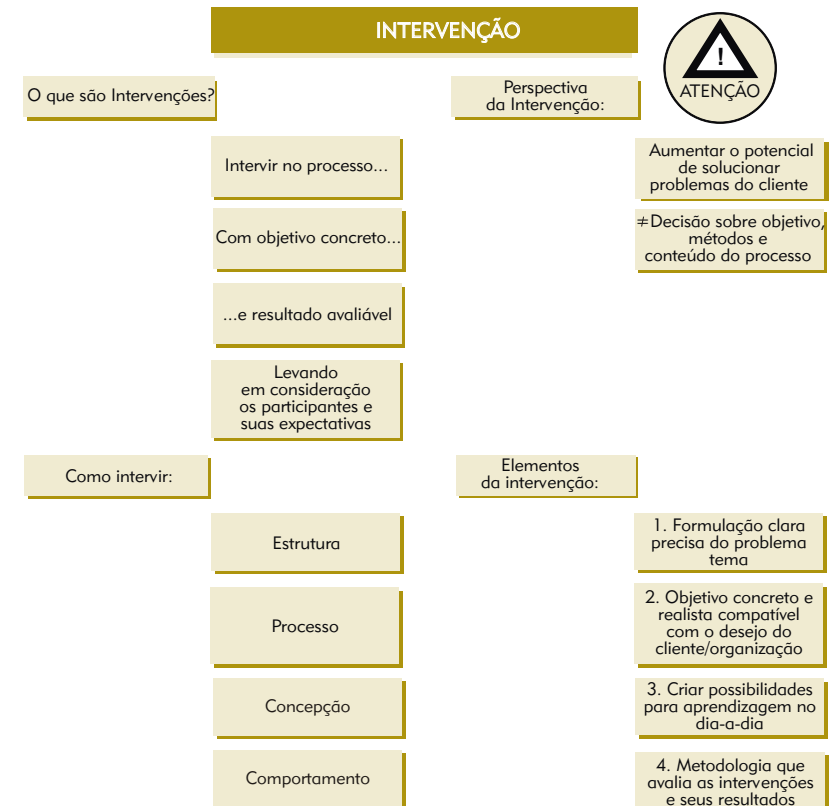 INTERVENÇÃO
!
ATENÇÃO
O que são Intervenções?
Intervir no processo...
Com objetivo concreto...
...e resultado avaliável
Levando
em consideração
os participantes e
suas expectativas
Perspectiva
da Intervenção:
Aumentar o potencial
de solucionar
problemas do cliente
≠Decisão sobre objetivo,
métodos e
conteúdo do processo
Como intervir:
Estrutura
Processo
Concepção
Comportamento
Elementos
da intervenção:
1. Formulação clara
precisa do problema
tema
2. Objetivo concreto e
realista compatível
com o desejo do
cliente/organização
3. Criar possibilidades
para aprendizagem no
dia-a-dia
4. Metodologia que
avalia as intervenções
e seus resultados